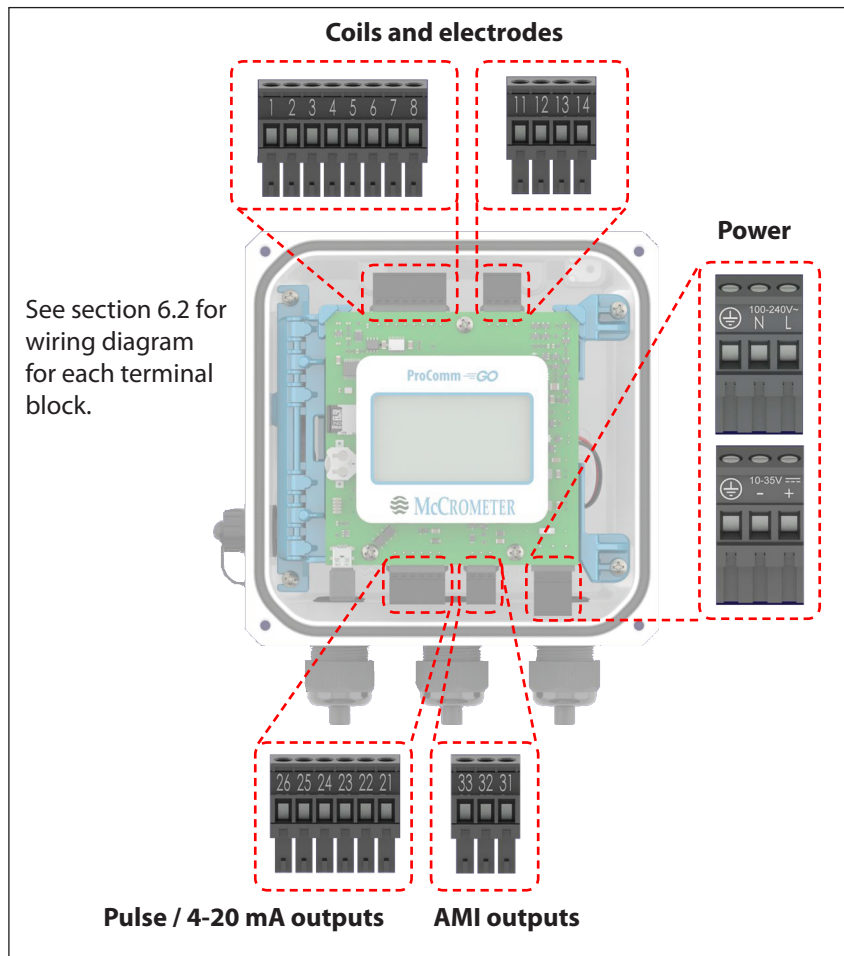 Coils and electrodes
1 2 3 4 5 6 7 8
11 12 13 14
Power
100-240V~
N L
10-35V
- +
See section 6.2 for
wiring diagram
for each terminal
block.
ProComm GO
McCROMETER
26 25 24 23 22 21
33 32 31
Pulse / 4-20 mA outputs
AMI outputs